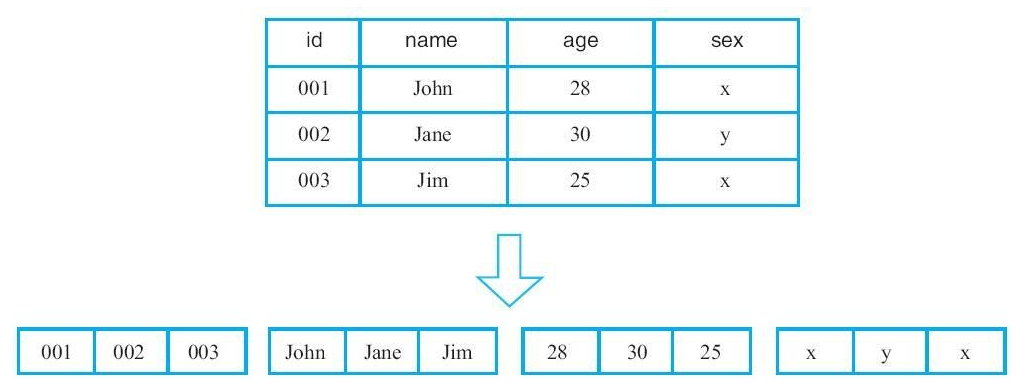 id name age sex
001 John 28 x
002 Jane 30 y
003 Jim 25 x
001 002 003 John Jane Jim 28 30 25 x y x